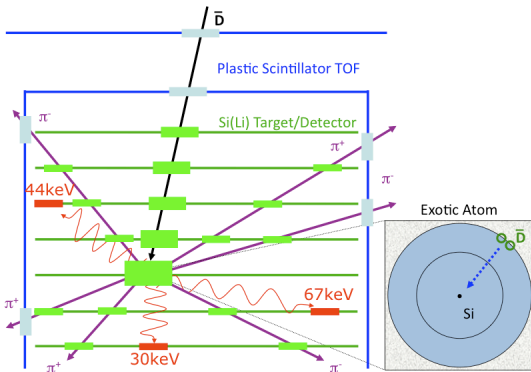 D̄
Plastic Scintillator TOF
π-
Si(Li) Target/Detector
π+
44keV
π-
Exotic Atom
D̄
Si
π+
67keV
30keV
π+
π-